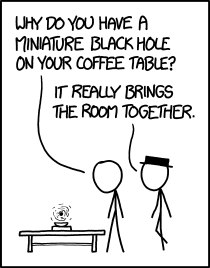 WHY DO YOU HAVE A
MINIATURE BLACK HOLE
ON YOUR COFFEE TABLE?
IT REALLY BRINGS
THE ROOM TOGETHER.